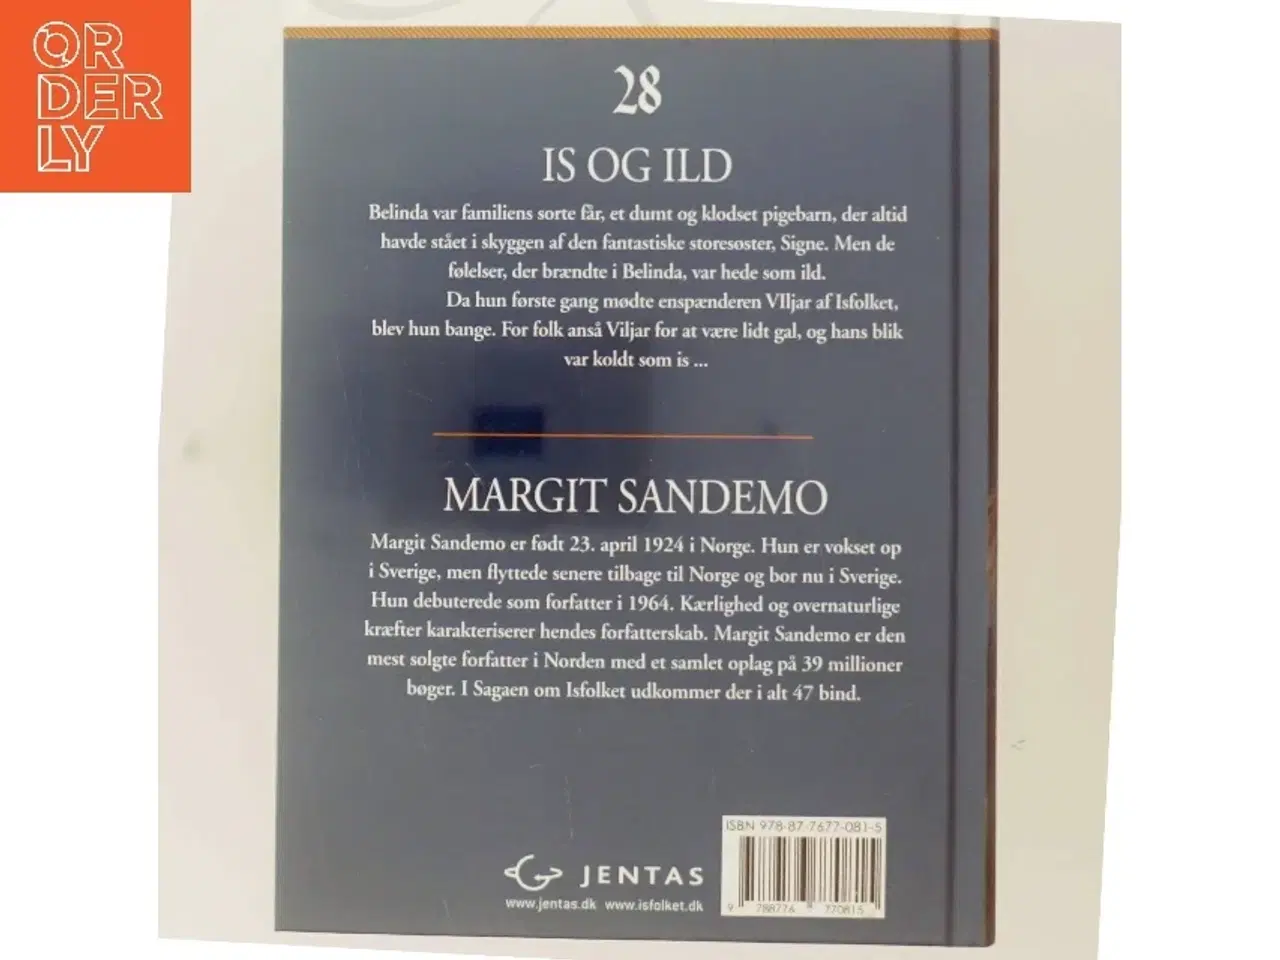 OR
DER
LY
28
IS OG ILD
Belinda var familiens sorte får, et dumt og klodset pigebarn, der altid
havde stået i skyggen af den fantastiske storesøster, Signe. Men de
følelser, der brændte i Belinda, var hede som ild.
Da hun første gang mødte enspænderen VIljar af Isfolket,
blev hun bange. For folk anså Viljar for at være lidt gal, og hans blik
var koldt som is ...
MARGIT SANDEMO
Margit Sandemo er født 23. april 1924 i Norge. Hun er vokset op
i Sverige, men flyttede senere tilbage til Norge og bor nu i Sverige.
Hun debuterede som forfatter i 1964. Kærlighed og overnaturlige
kræfter karakteriserer hendes forfatterskab. Margit Sandemo er den
mest solgte forfatter i Norden med et samlet oplag på 39 millioner
bøger. I Sagaen om Isfolket udkommer der i alt 47 bind.
ISBN 978-87-7677-081-5
JENTAS
www.jentas.dk www.isfolket.dk
9 788776 770815